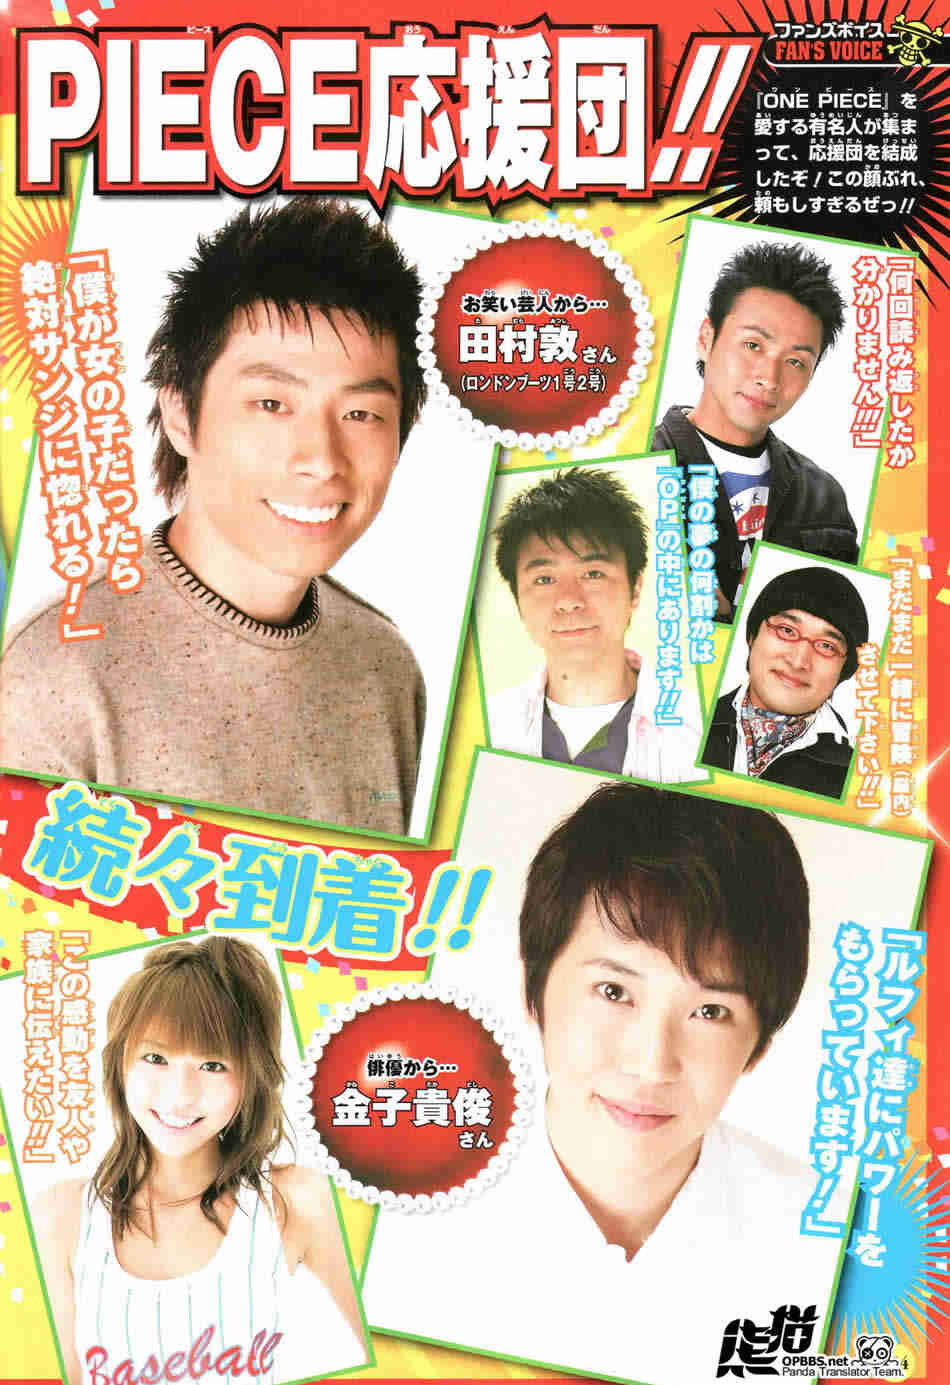 PIECE応援団!!
ファンズボイス
FAN'S VOICE
『ONE PIECE』を
愛する有名人が集ま
って、応援団を結成
したぞ！この顔ぶれ、
頼もしすぎるぜっ!!
「何回読み返したか
分かりません!!!」
お笑い芸人から…
田村敦さん
(ロンドンブーツ1号2号)
「僕が女の子だったら
絶対サンジに惚れる！」
「僕の夢の何割かは
『OP』の中にあります!!」
「まだまだ一緒に冒険（脳内）
させて下さい!!」
続々到着!!
「ルフィ達にパワーを
もらっています！」
俳優から…
金子貴俊
さん
「この感動を友人や
家族に伝えたい!!」
Baseball
熊猫
OPBBS.net
Panda Translator Team.
4